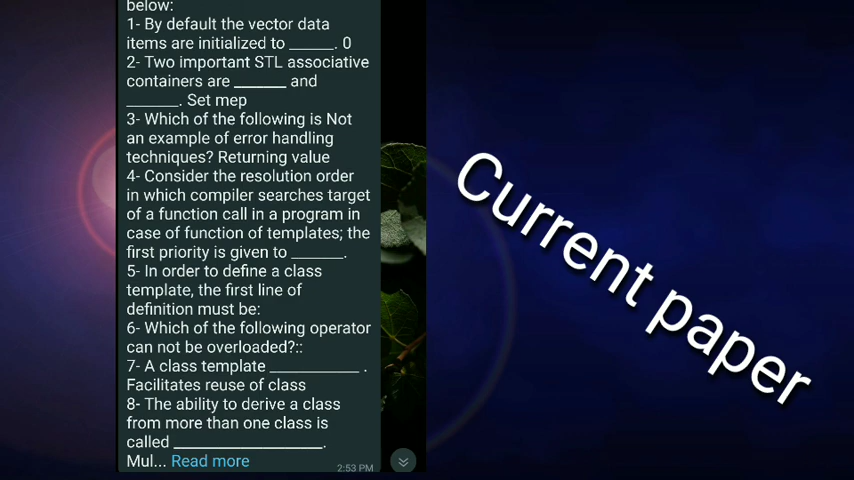 below:
1- By default the vector data
items are initialized to ______. 0
2- Two important STL associative
containers are _______ and
_______. Set mep
3- Which of the following is Not
an example of error handling
techniques? Returning value
4- Consider the resolution order
in which compiler searches target
of a function call in a program in
case of function of templates; the
first priority is given to _______.
5- In order to define a class
template, the first line of
definition must be:
6- Which of the following operator
can not be overloaded?::
7- A class template ____________ .
Facilitates reuse of class
8- The ability to derive a class
from more than one class is
called ____________________.
Mul... Read more
2:53 PM
Current paper